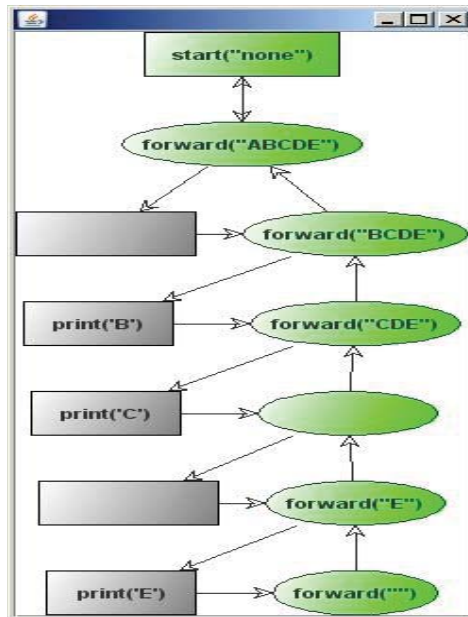 start("none")
forward("ABCDE")
forward("BCDE")
print('B')
forward("CDE")
print('C')
forward("E")
print('E')
forward("")